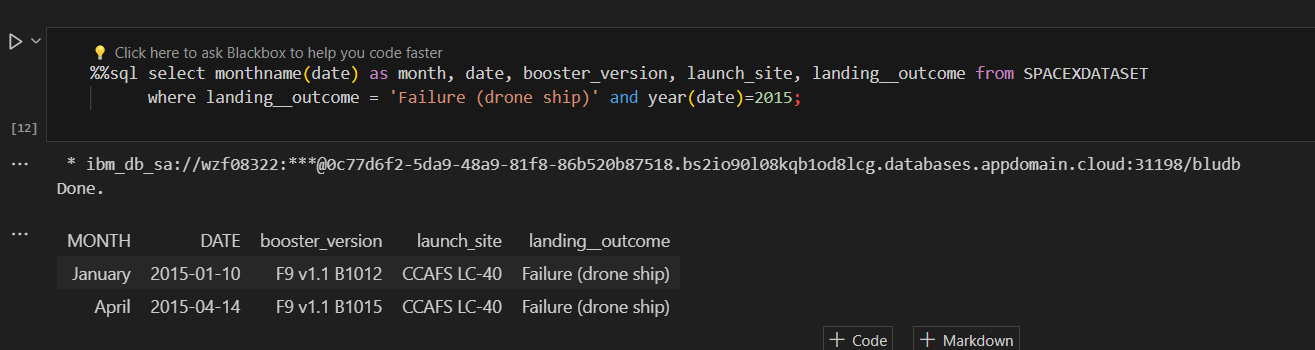 Click here to ask Blackbox to help you code faster
%%sql select monthname(date) as month, date, booster_version, launch_site, landing__outcome from SPACEXDATASET
where landing__outcome = 'Failure (drone ship)' and year(date)=2015;
[12]
* ibm_db_sa://wzf08322:***@0c77d6f2-5da9-48a9-81f8-86b520b87518.bs2io90l08kqb1od8lcg.databases.appdomain.cloud:31198/bludb
Done.
MONTH DATE booster_version launch_site landing__outcome
January 2015-01-10 F9 v1.1 B1012 CCAFS LC-40 Failure (drone ship)
April 2015-04-14 F9 v1.1 B1015 CCAFS LC-40 Failure (drone ship)
+ Code + Markdown